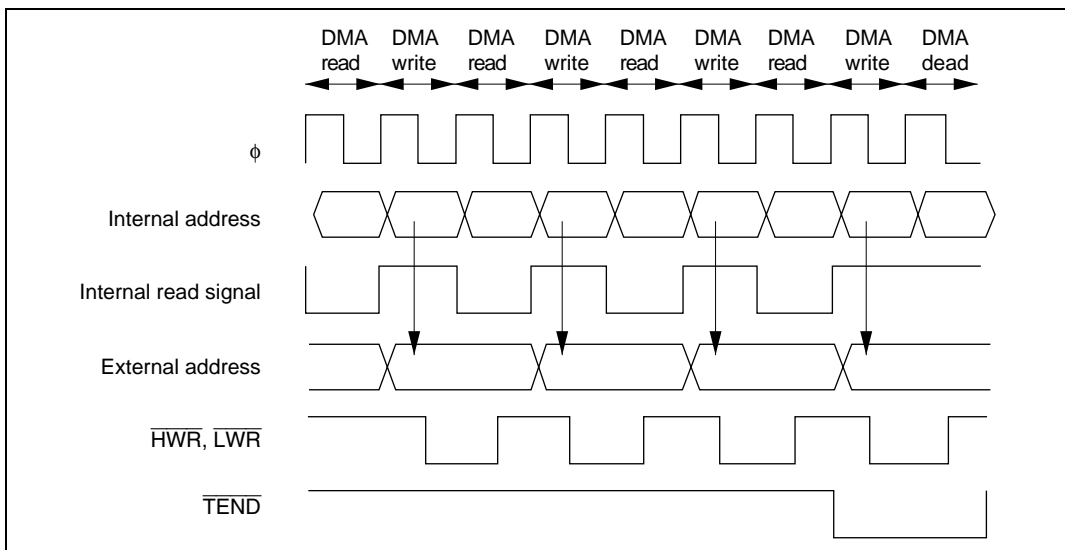 DMA DMA DMA DMA DMA DMA DMA DMA DMA
read write read write read write read write dead
ϕ
Internal address
Internal read signal
External address
HWR, LWR
TEND